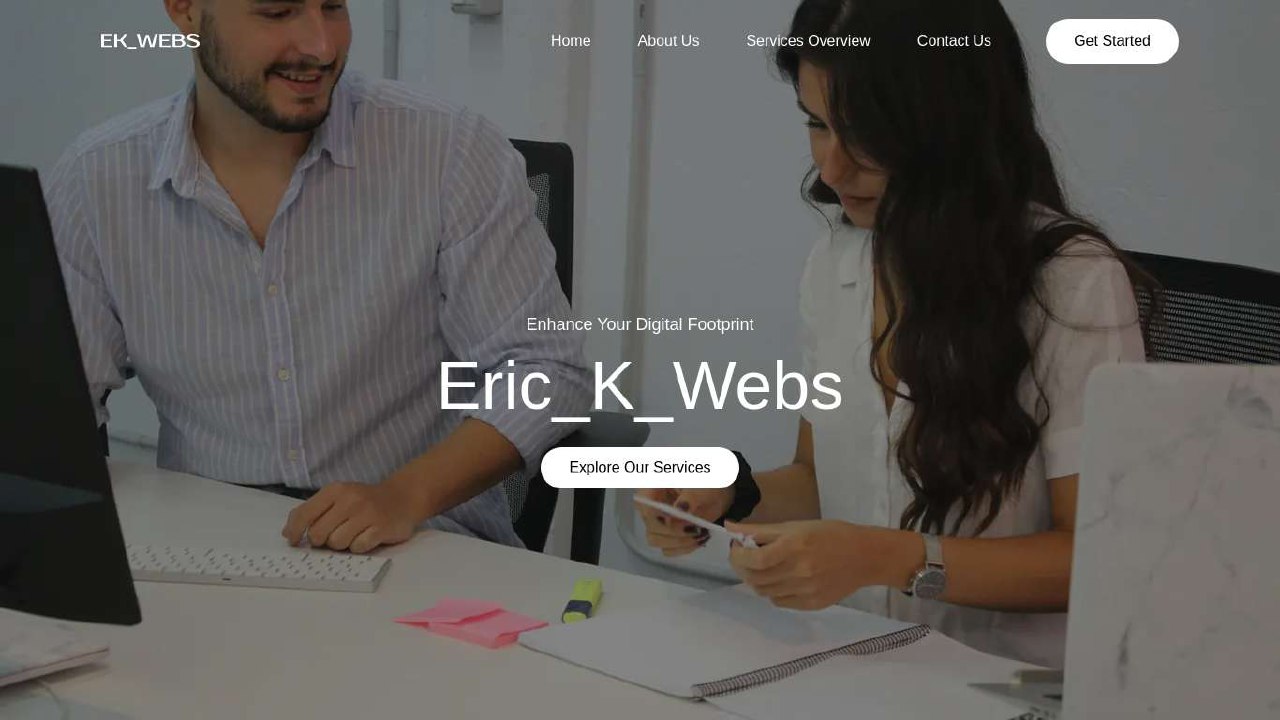 EK_WEBS
Home
About Us
Services Overview
Contact Us
Get Started
Enhance Your Digital Footprint
Eric_K_Webs
Explore Our Services